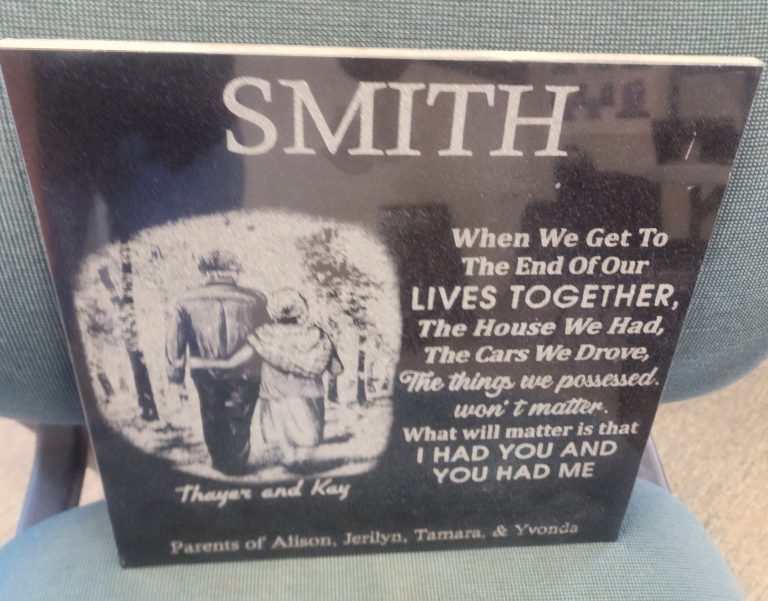 SMITH
When We Get To
The End Of Our
LIVES TOGETHER,
The House We Had,
The Cars We Drove,
The things we possessed.
won't matter.
What will matter is that
I HAD YOU AND
YOU HAD ME
Thayer and Kay
Parents of Alison, Jerilyn, Tamara, & Yvonda